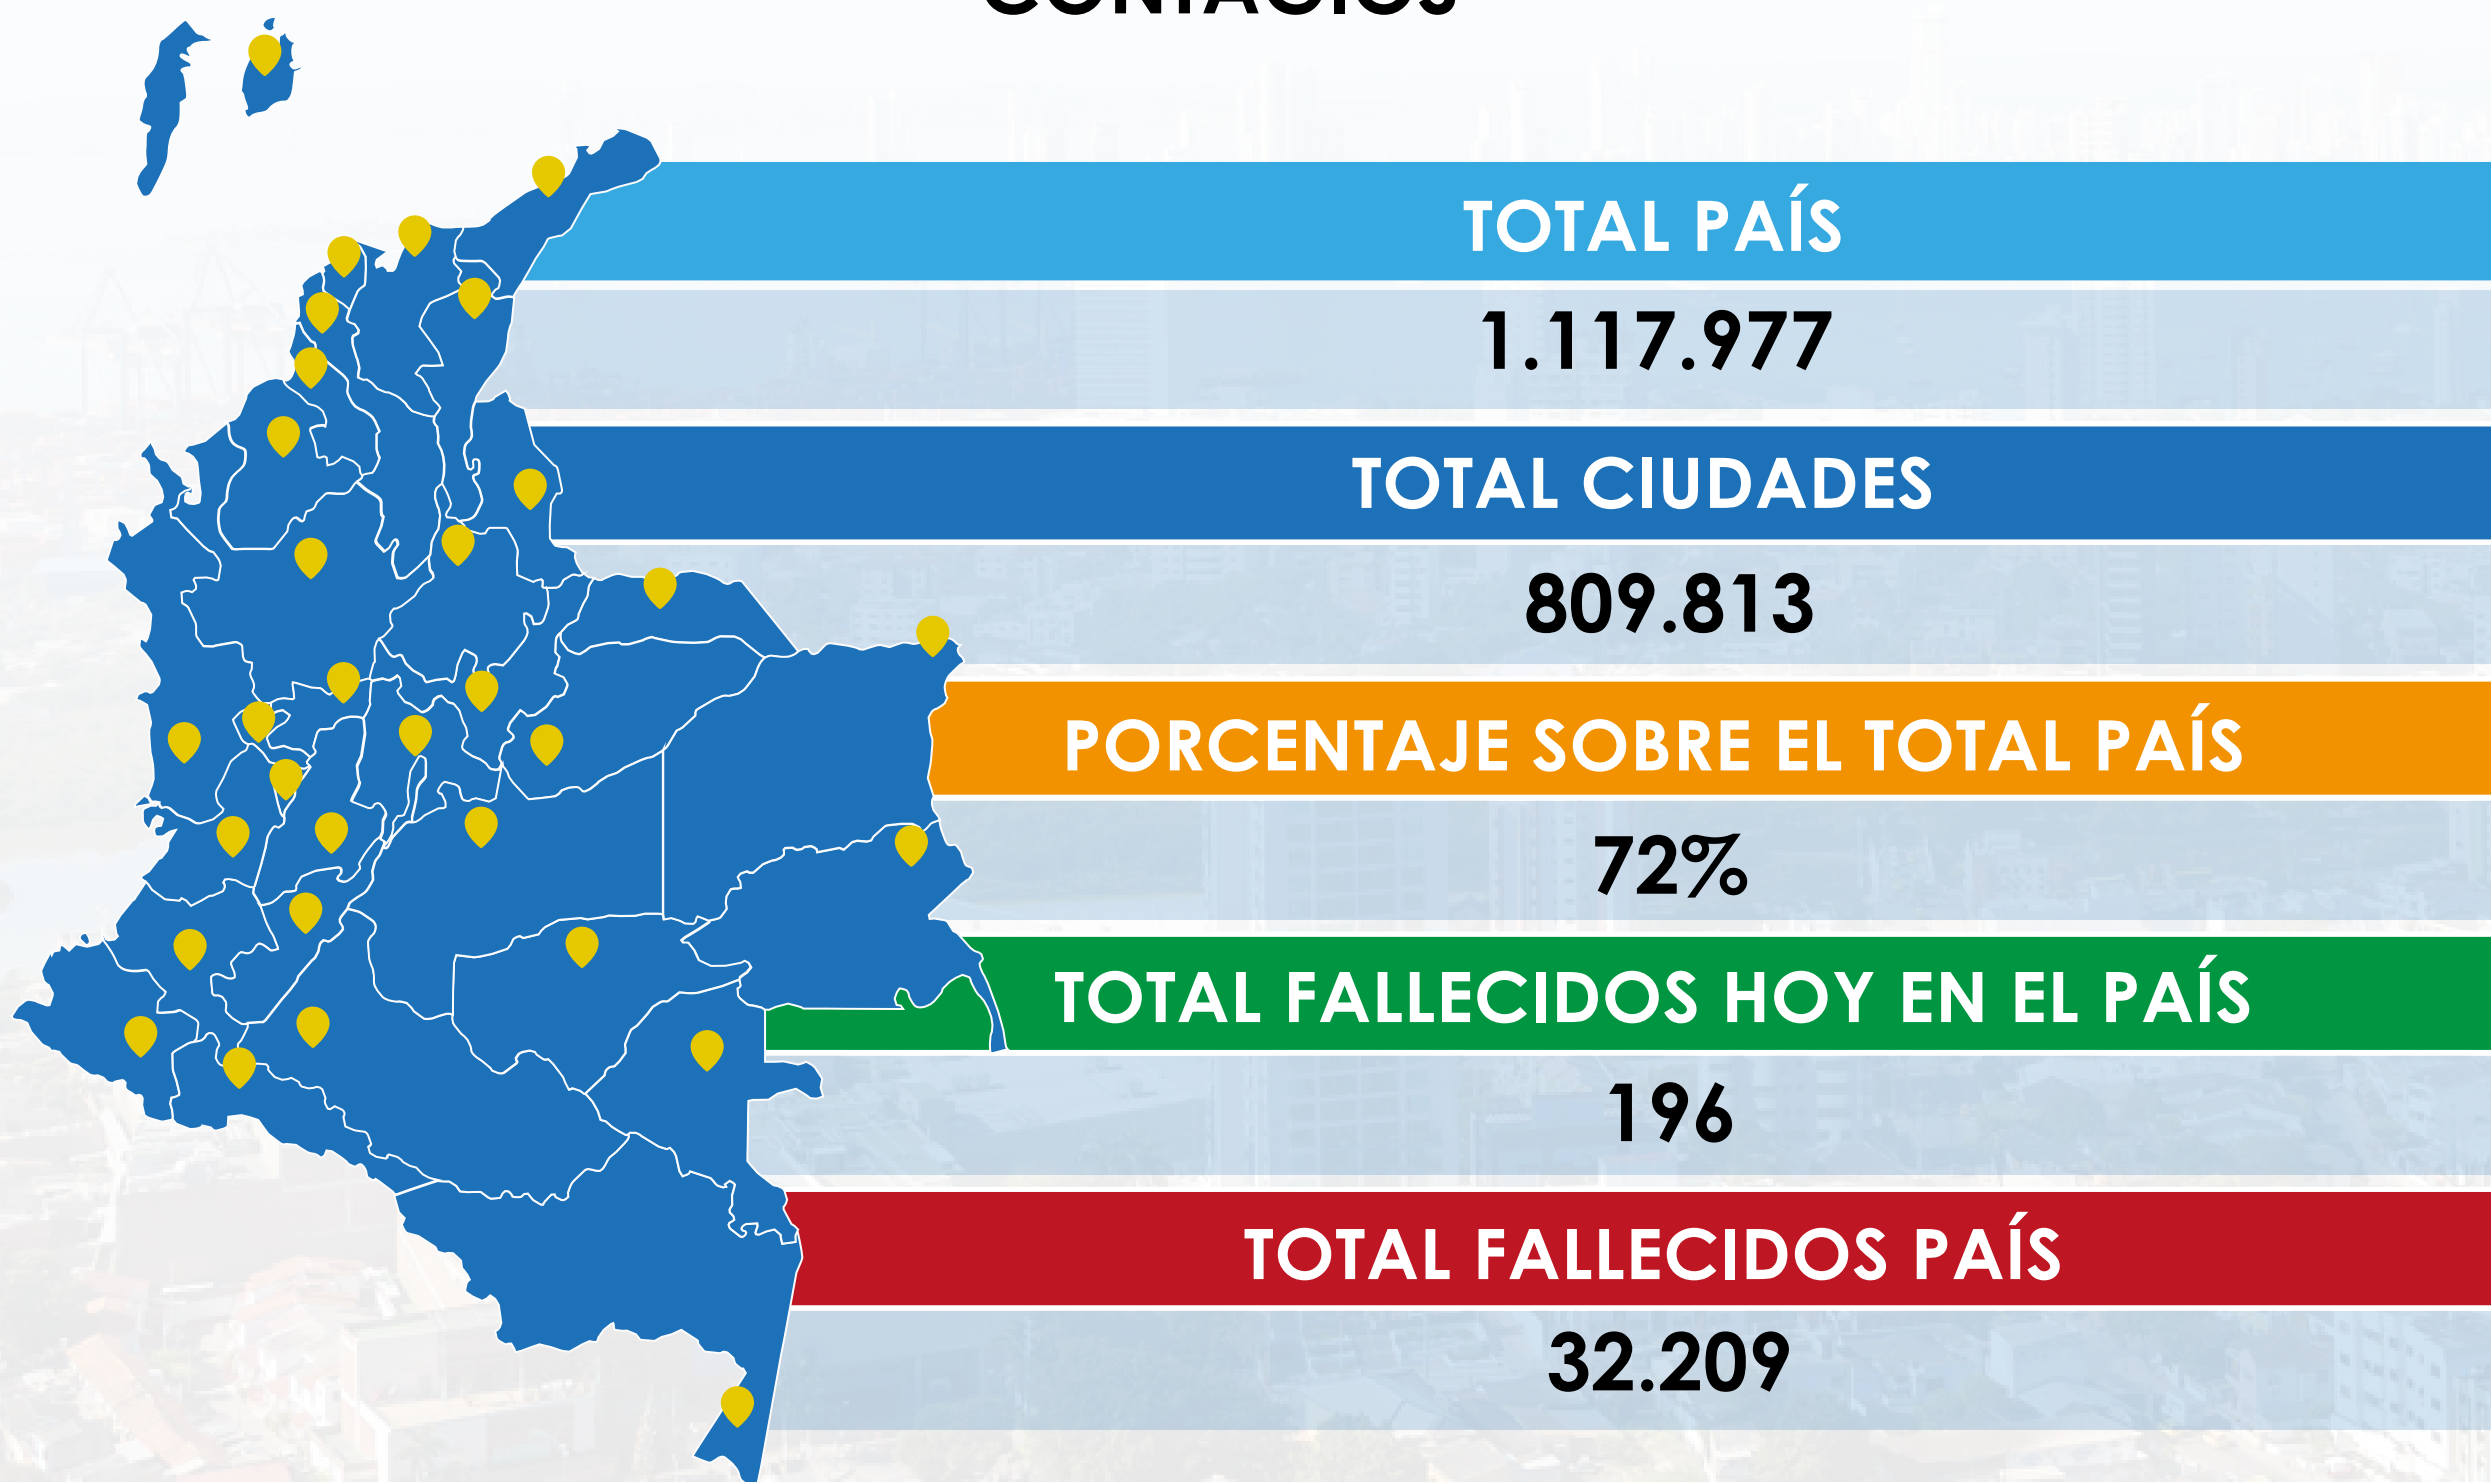 CONTAGIOS
TOTAL PAÍS
1.117.977
TOTAL CIUDADES
809.813
PORCENTAJE SOBRE EL TOTAL PAÍS
72%
TOTAL FALLECIDOS HOY EN EL PAÍS
196
TOTAL FALLECIDOS PAÍS
32.209